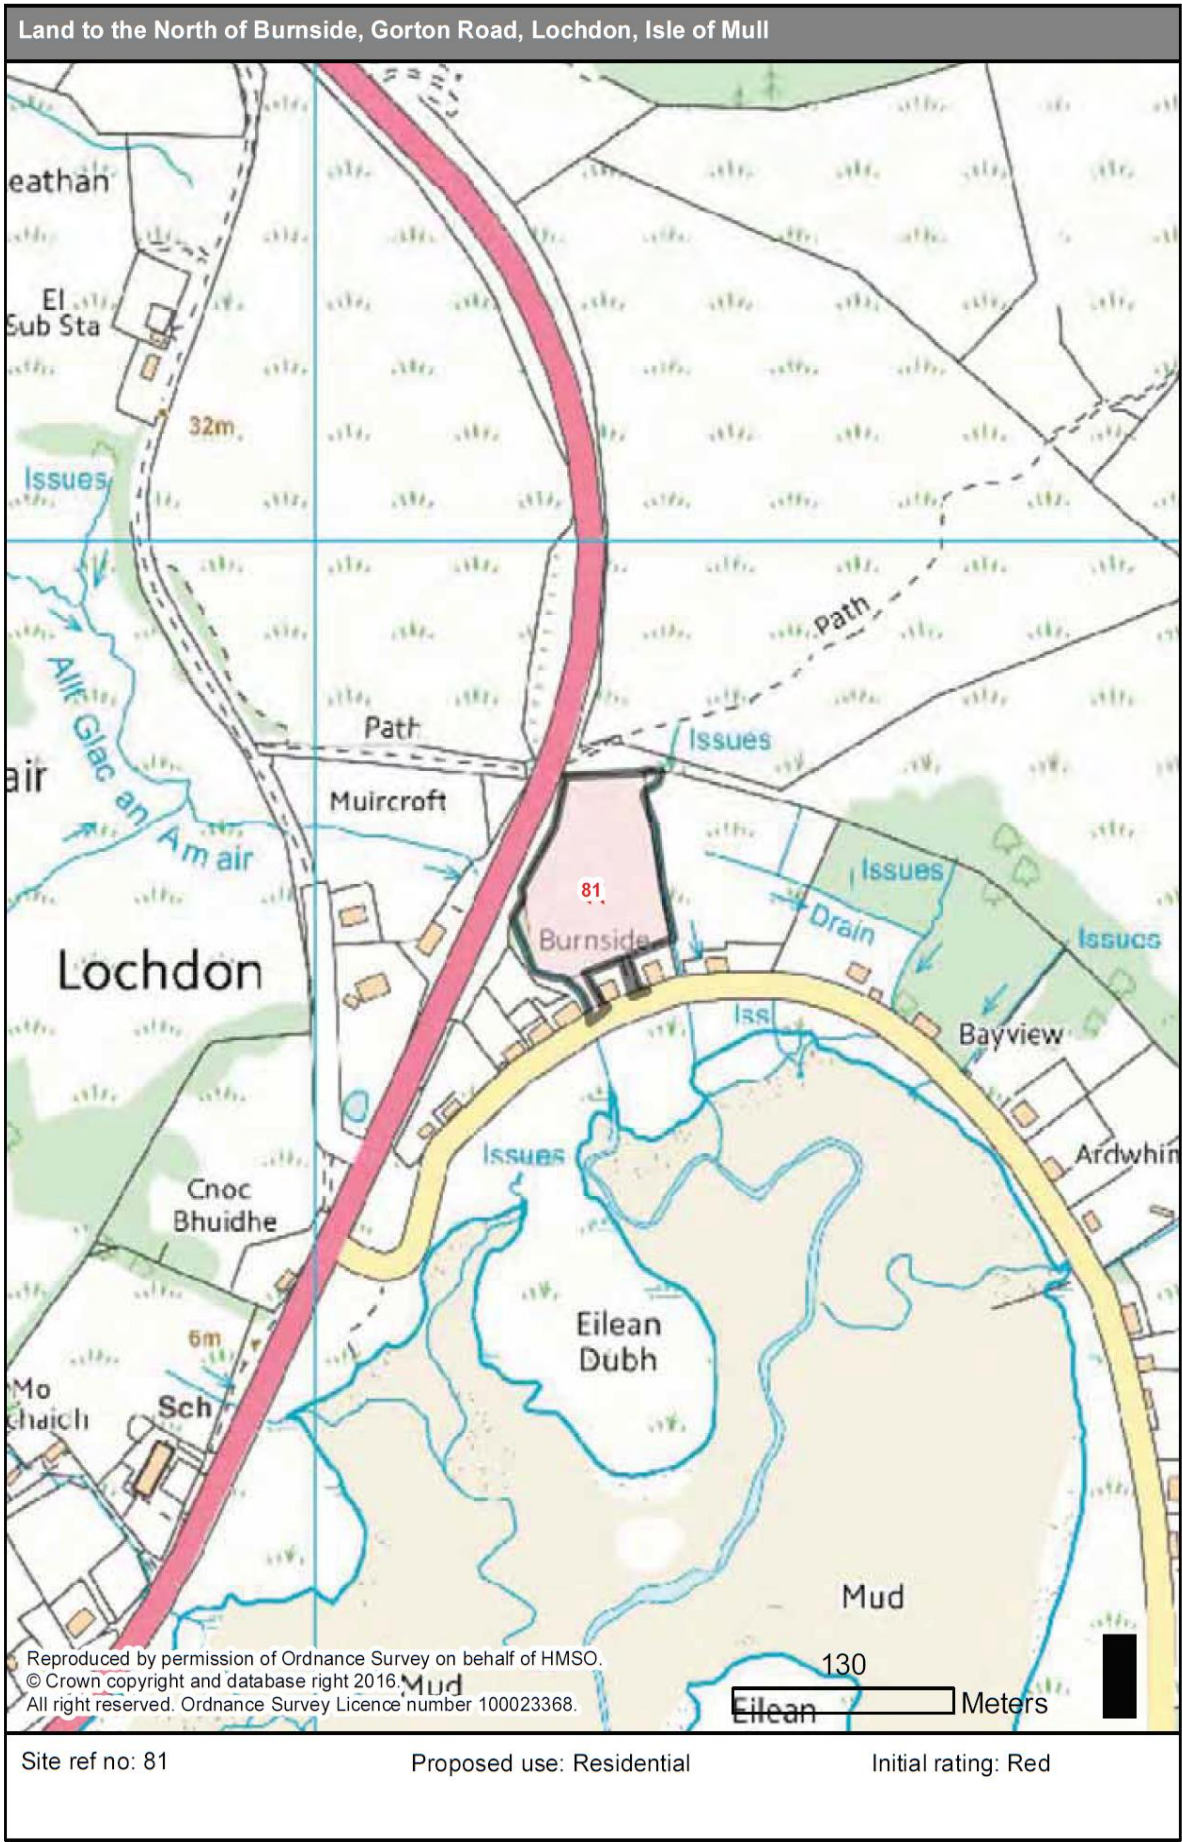 Land to the North of Burnside, Gorton Road, Lochdon, Isle of Mull
eathan
El
Sub Sta
32m
Issues
Path
Allt Glac an Amair
Path
Issues
air
Muircroft
81
Issues
Drain
Issues
Burnside
Lochdon
Iss
Bayview
Issues
Ardwhin
Cnoc
Bhuidhe
Eilean
Dubh
6m
Mo
chaich
Sch
Mud
Reproduced by permission of Ordnance Survey on behalf of HMSO.
© Crown copyright and database right 2016.
All right reserved. Ordnance Survey Licence number 100023368.
Mud
130
Meters
Eilean
Site ref no: 81
Proposed use: Residential
Initial rating: Red